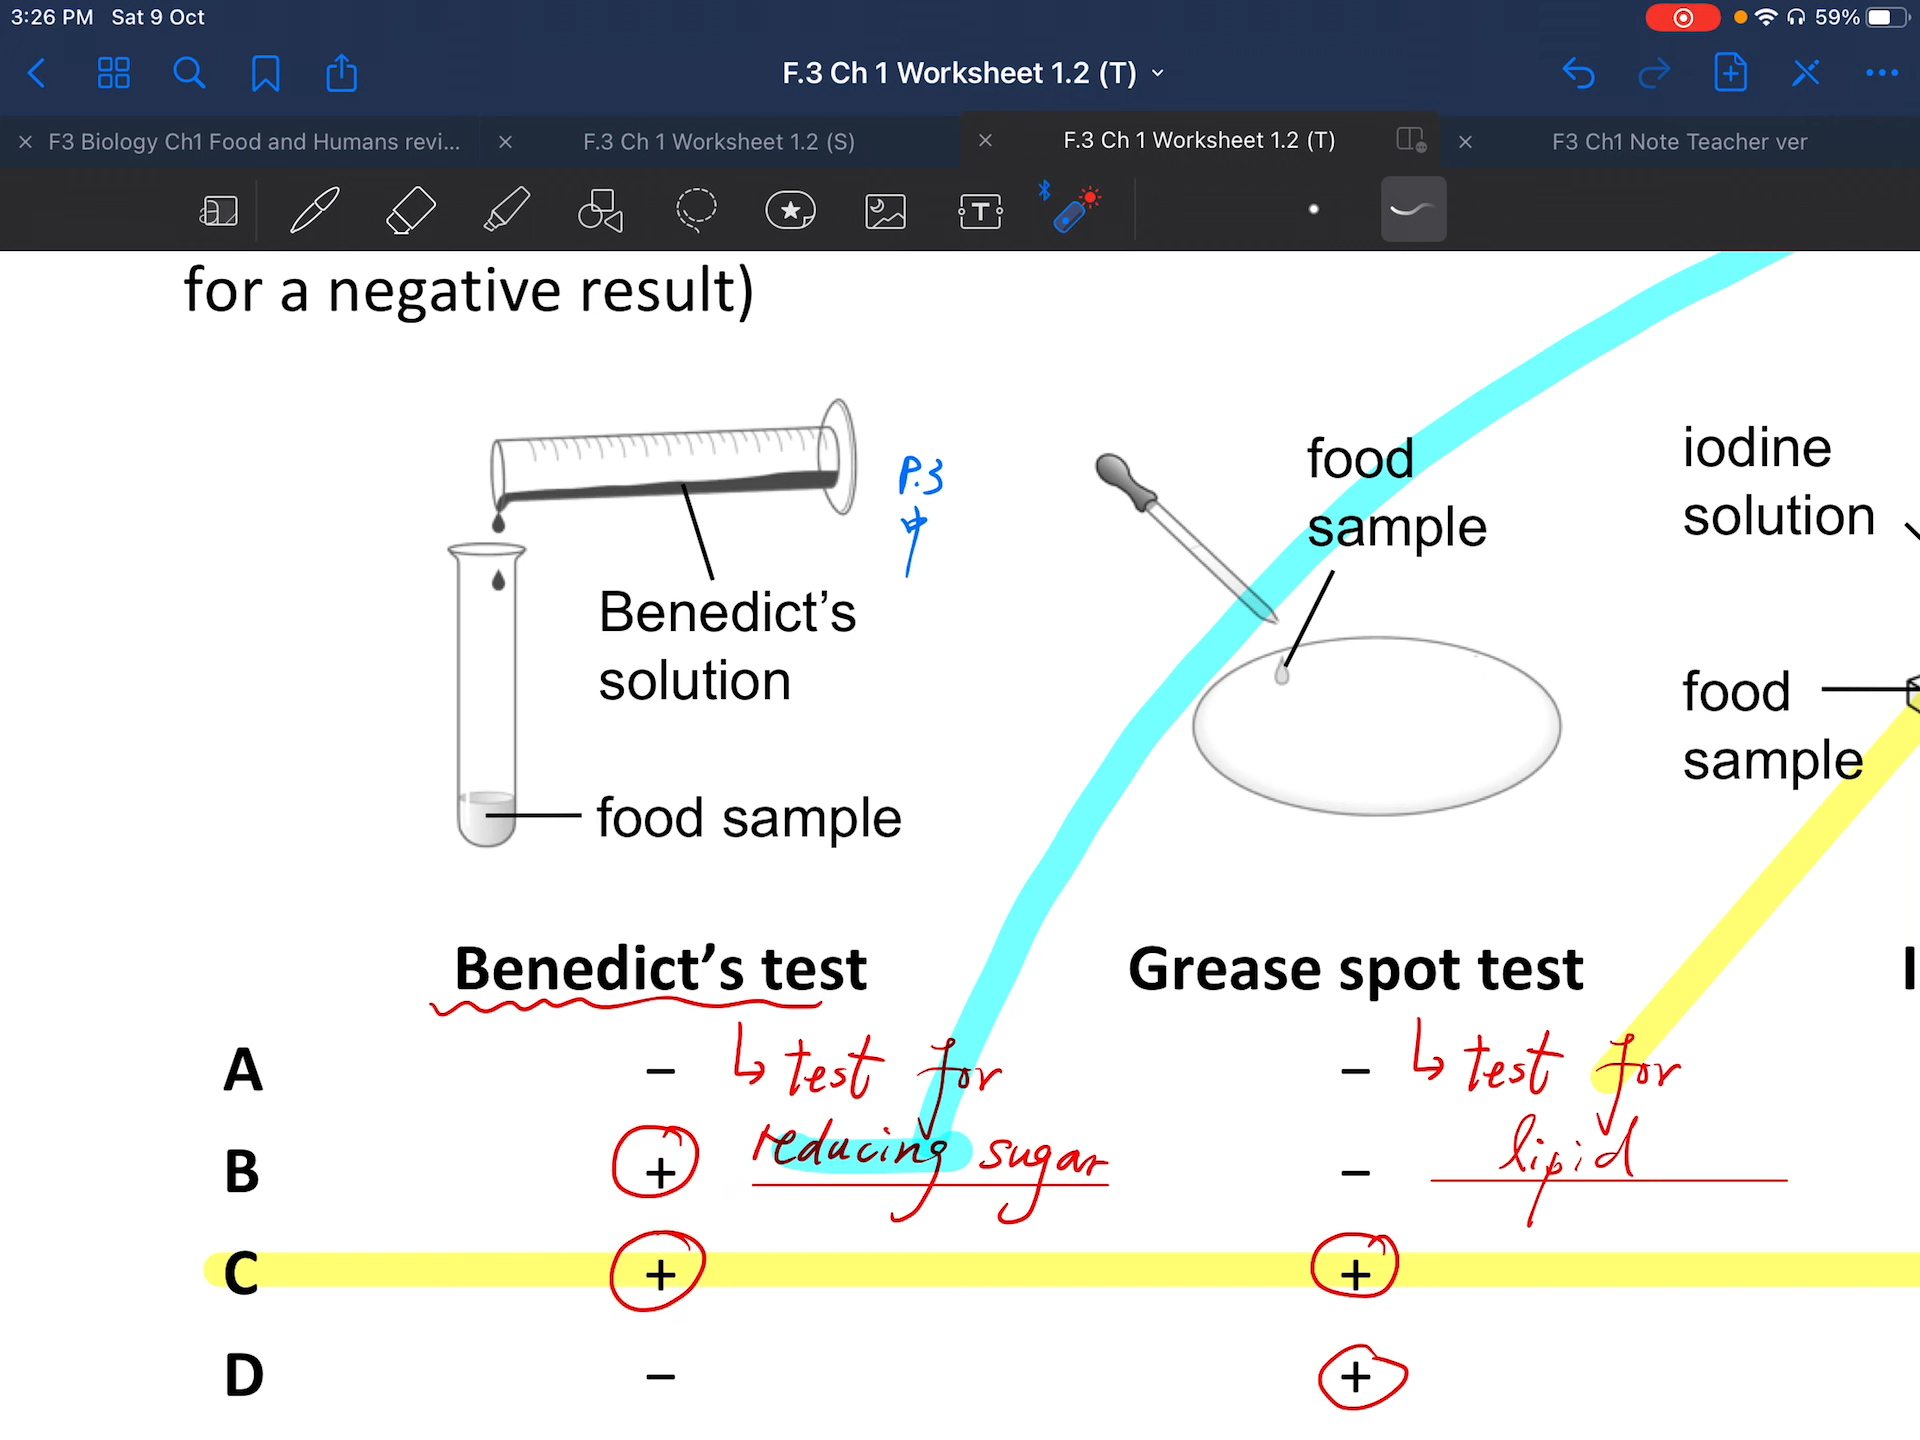 3:26 PM Sat 9 Oct
59%
F.3 Ch 1 Worksheet 1.2 (T)
F3 Biology Ch1 Food and Humans revi...
F.3 Ch 1 Worksheet 1.2 (S)
F.3 Ch 1 Worksheet 1.2 (T)
F3 Ch1 Note Teacher ver
T
for a negative result)
P.3
Benedict's
solution
food sample
food
sample
iodine
solution
food
sample
Benedict's test
Grease spot test
A – ↳ test for – ↳ test for
B + reducing sugar – lipid
C + +
D – +